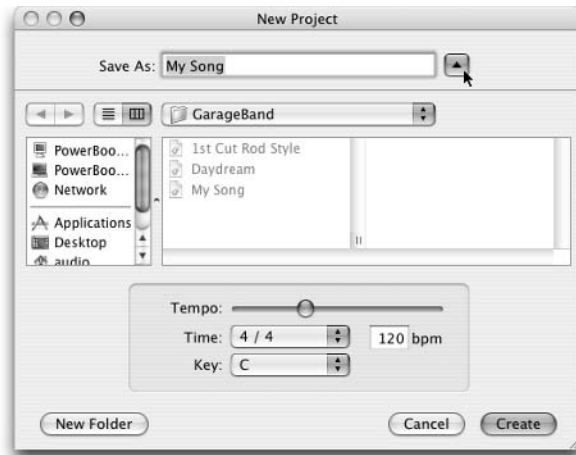 New Project
Save As: My Song
GarageBand
PowerBoo...
PowerBoo...
Network
Applications
Desktop
audio
1st Cut Rod Style
Daydream
My Song
Tempo:
Time: 4 / 4 120 bpm
Key: C
New Folder Cancel Create